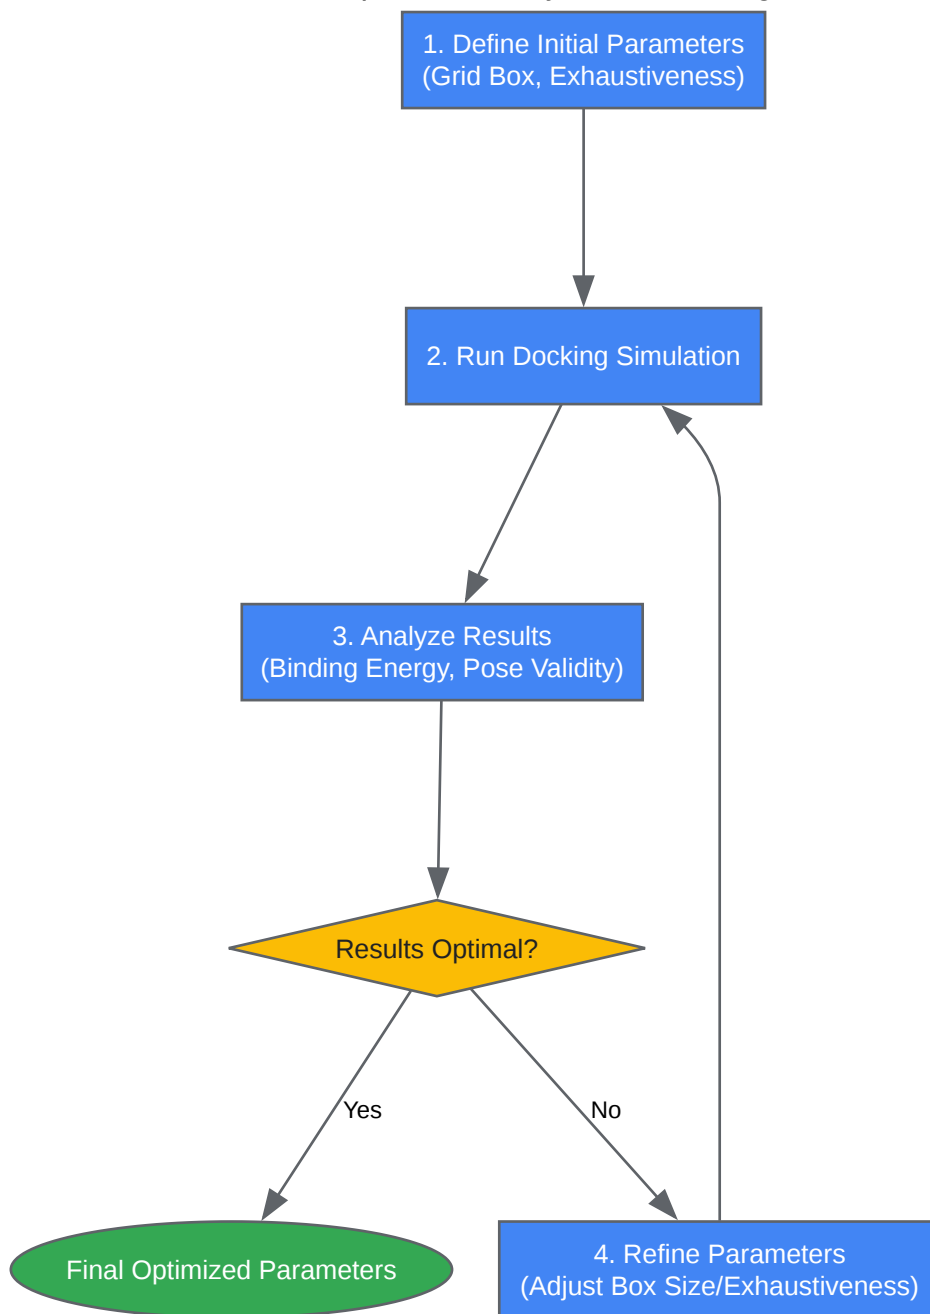 1. Define Initial Parameters
(Grid Box, Exhaustiveness)
2. Run Docking Simulation
3. Analyze Results
(Binding Energy, Pose Validity)
Results Optimal?
Yes
No
Final Optimized Parameters
4. Refine Parameters
(Adjust Box Size/Exhaustiveness)